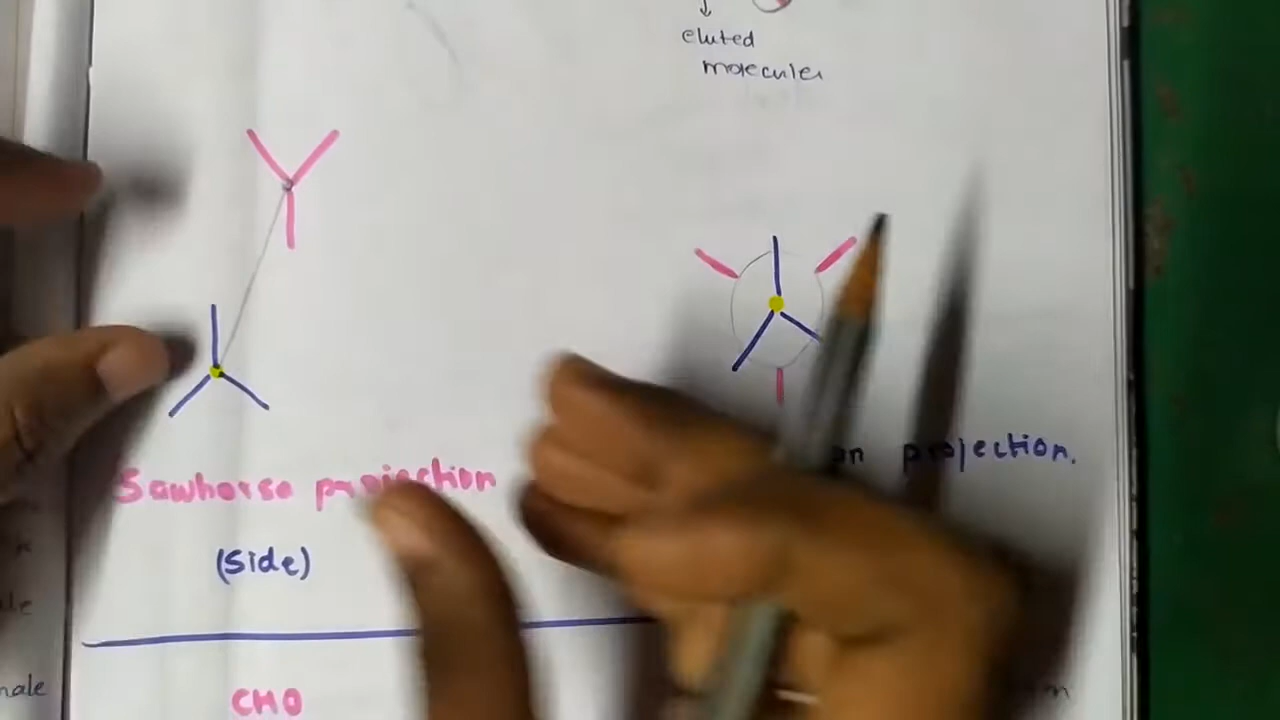 eluted
molecules
projection.
Sawhorse projection
(side)
CHO